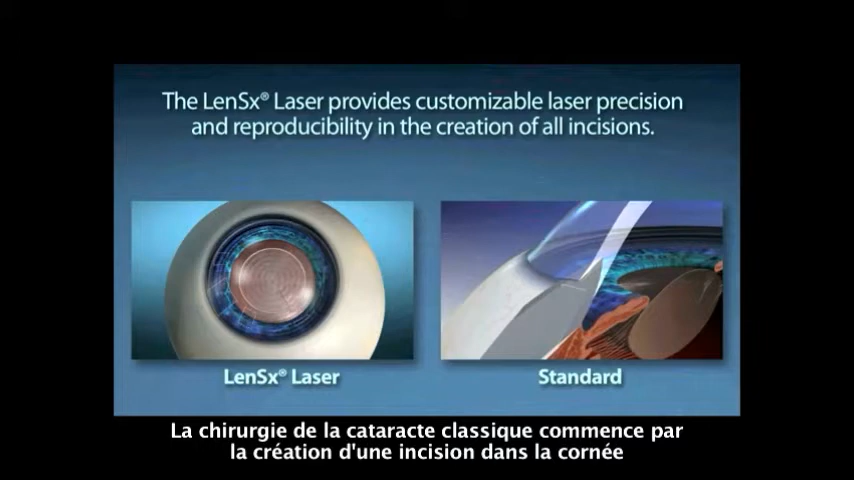 The LenSx® Laser provides customizable laser precision
and reproducibility in the creation of all incisions.
LenSx® Laser
Standard
La chirurgie de la cataracte classique commence par
la création d'une incision dans la cornée